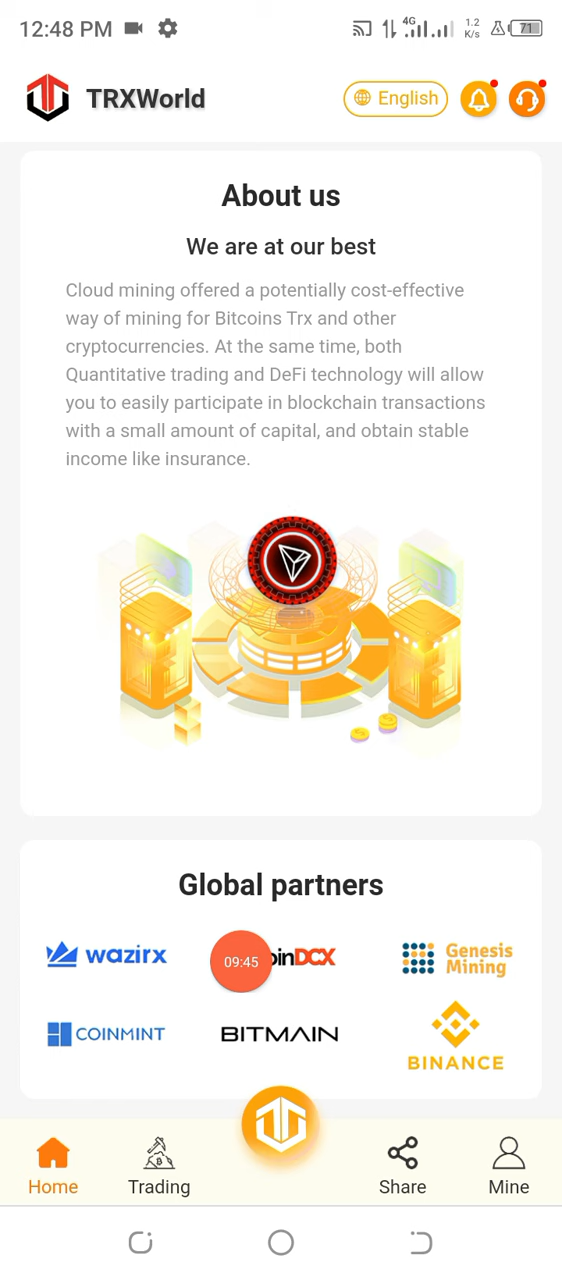 12:48 PM 4G 1.2 K/s 71
TRXWorld English
About us
We are at our best
Cloud mining offered a potentially cost-effective
way of mining for Bitcoins Trx and other
cryptocurrencies. At the same time, both
Quantitative trading and DeFi technology will allow
you to easily participate in blockchain transactions
with a small amount of capital, and obtain stable
income like insurance.
Global partners
wazirx 09:45 inDCX Genesis Mining
COINMINT BITMAIN BINANCE
Home Trading Share Mine